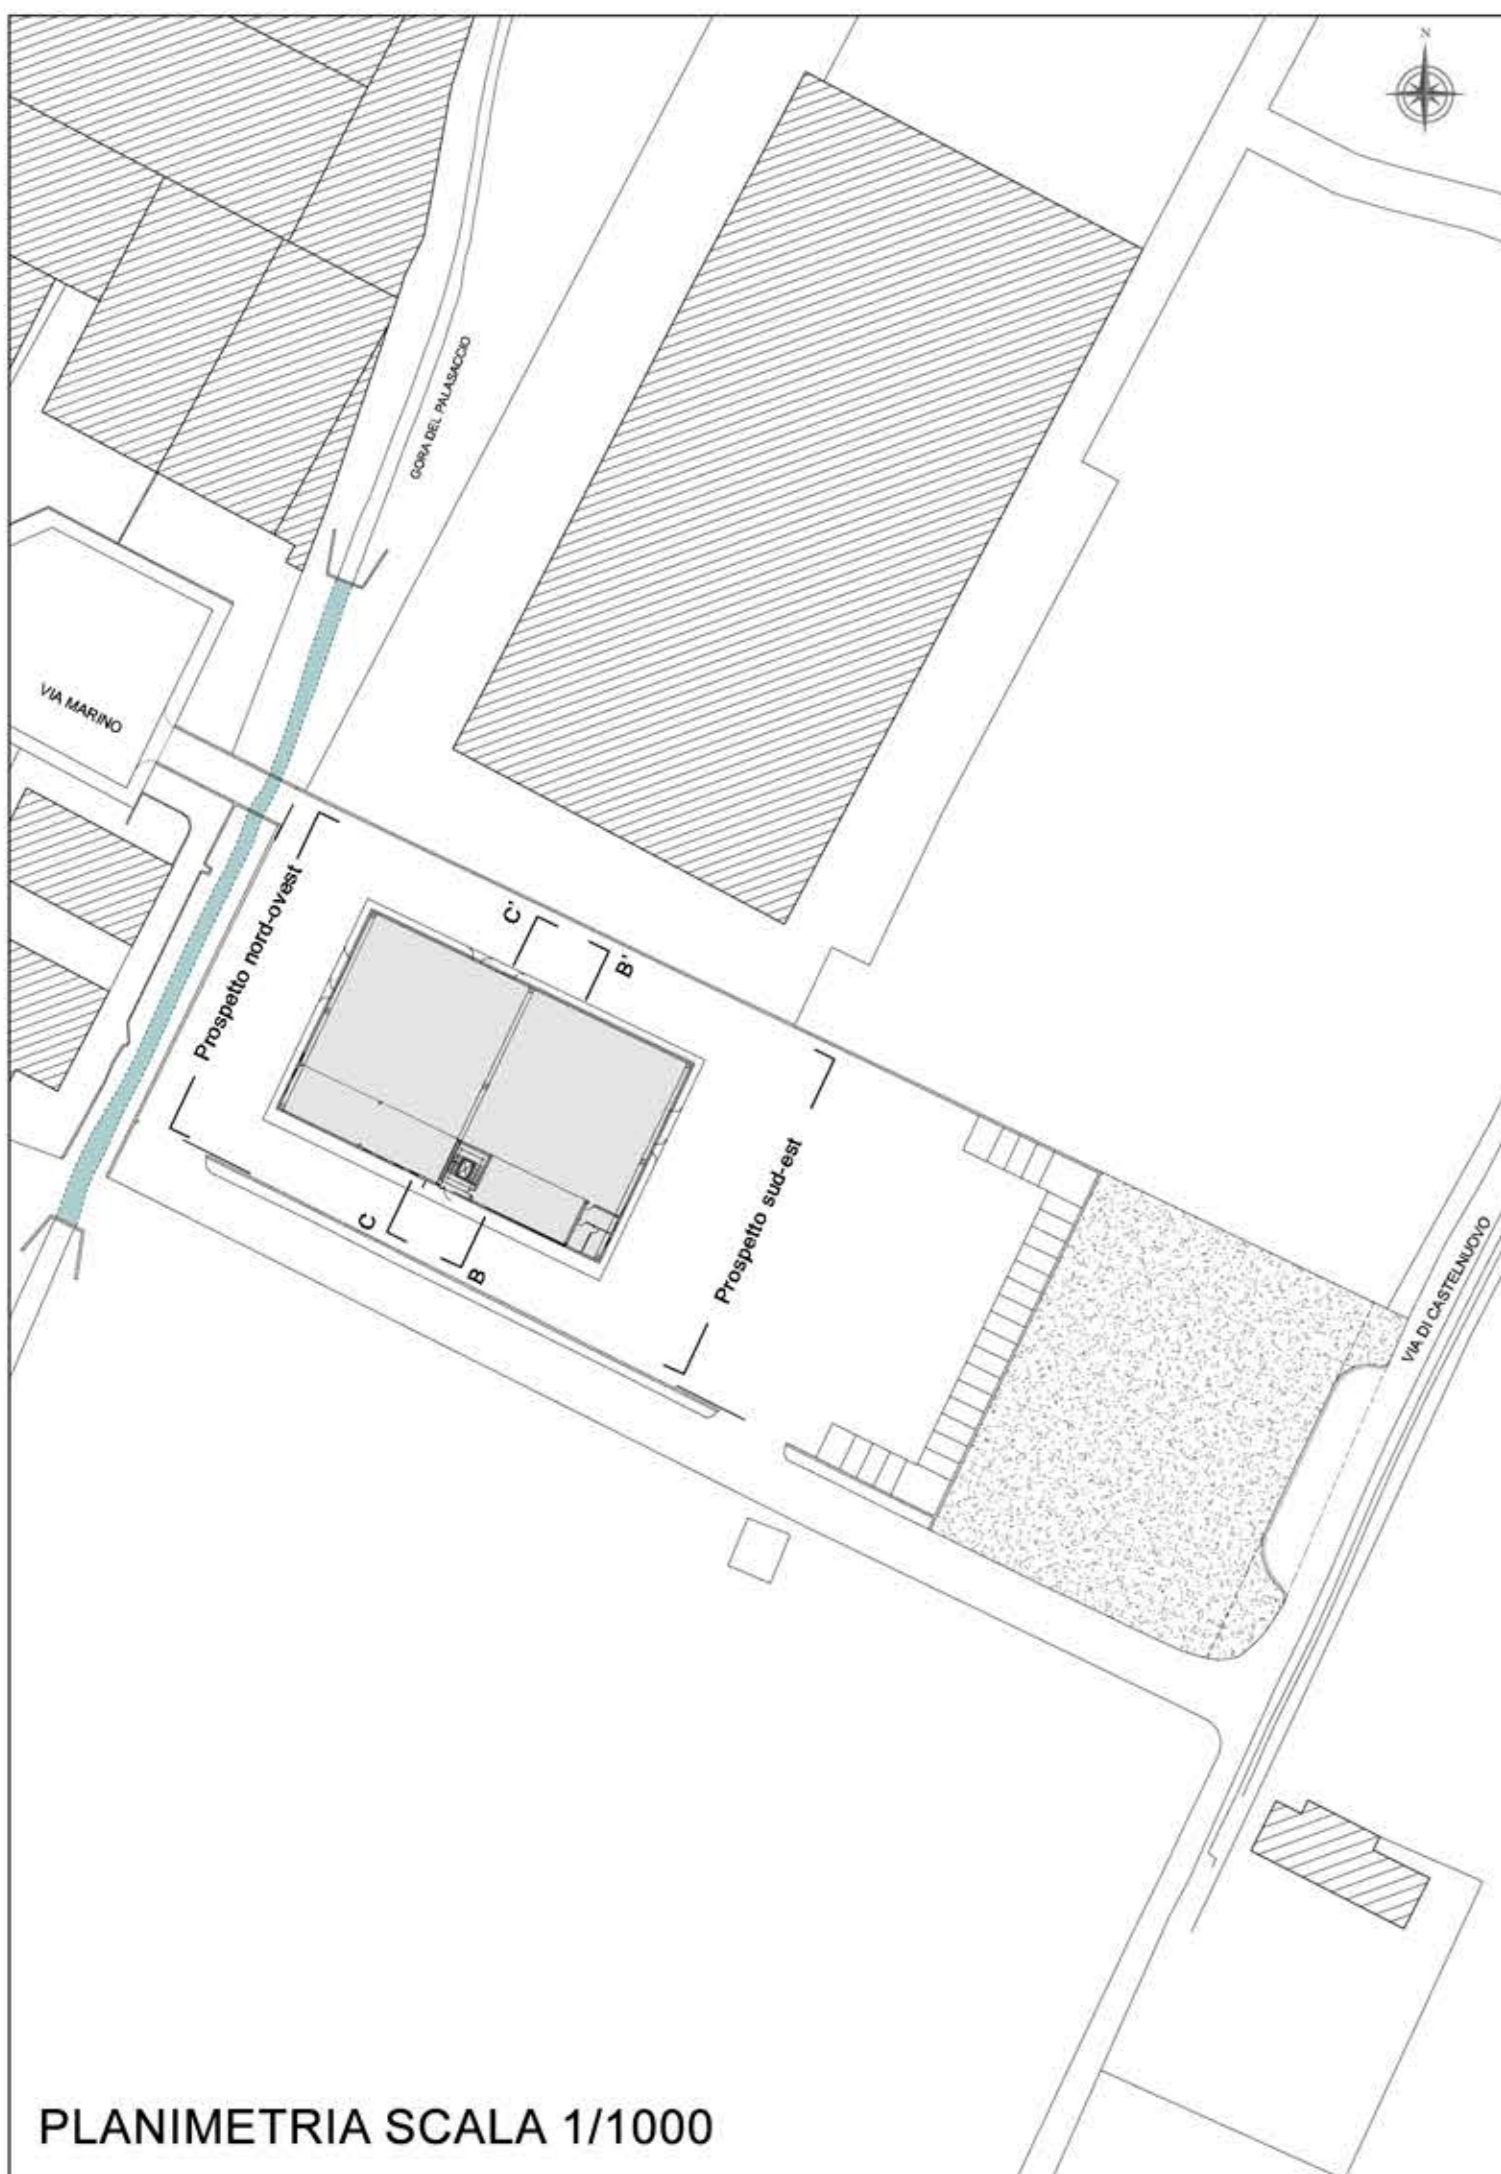 N
GORA DEL PALASACCIO
VIA MARINO
Prospetto nord-ovest
C'
B'
C
B
Prospetto sud-est
VIA DI CASTELNUOVO
PLANIMETRIA SCALA 1/1000